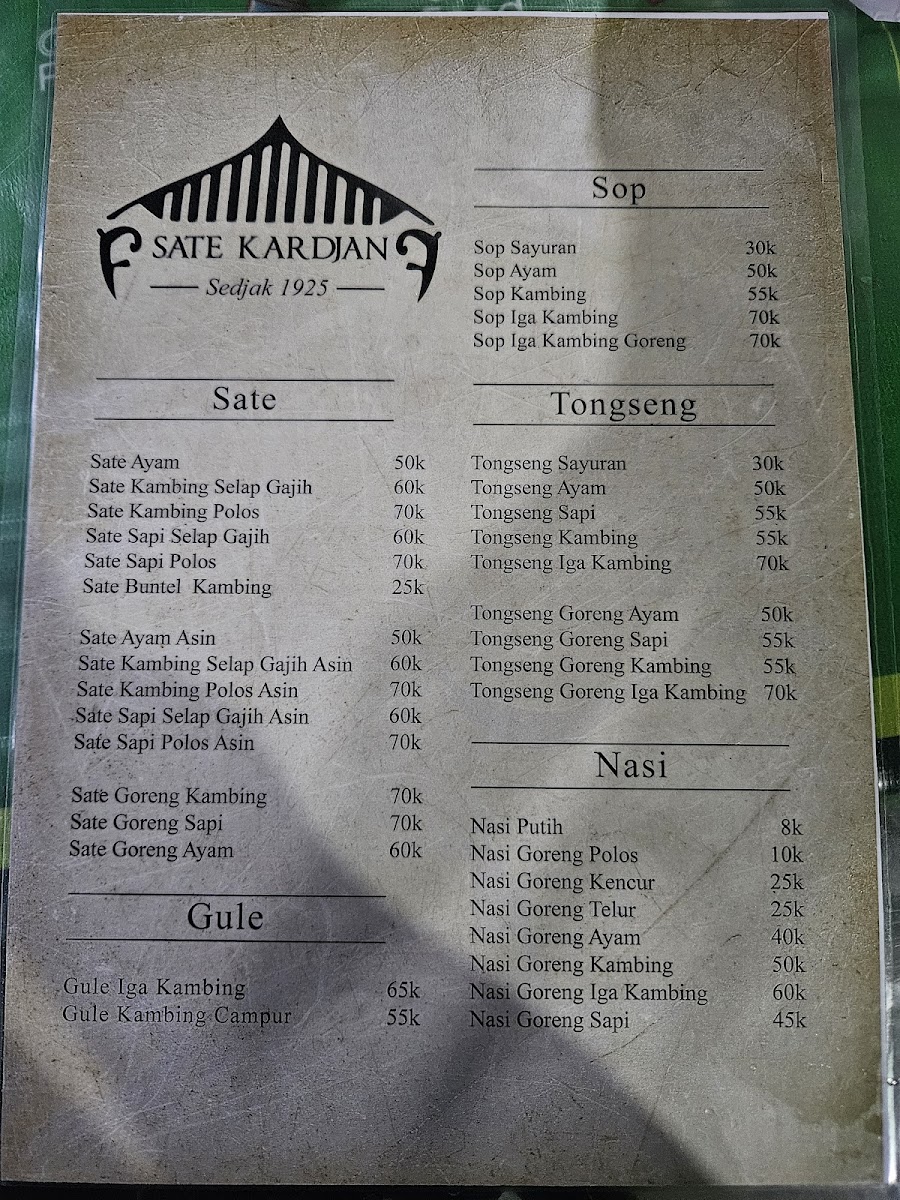 SATE KARDJAN
Sedjak 1925
Sate
Sate Ayam 50k
Sate Kambing Selap Gajih 60k
Sate Kambing Polos 70k
Sate Sapi Selap Gajih 60k
Sate Sapi Polos 70k
Sate Buntel Kambing 25k
Sate Ayam Asin 50k
Sate Kambing Selap Gajih Asin 60k
Sate Kambing Polos Asin 70k
Sate Sapi Selap Gajih Asin 60k
Sate Sapi Polos Asin 70k
Sate Goreng Kambing 70k
Sate Goreng Sapi 70k
Sate Goreng Ayam 60k
Gule
Gule Iga Kambing 65k
Gule Kambing Campur 55k
Sop
Sop Sayuran 30k
Sop Ayam 50k
Sop Kambing 55k
Sop Iga Kambing 70k
Sop Iga Kambing Goreng 70k
Tongseng
Tongseng Sayuran 30k
Tongseng Ayam 50k
Tongseng Sapi 55k
Tongseng Kambing 55k
Tongseng Iga Kambing 70k
Tongseng Goreng Ayam 50k
Tongseng Goreng Sapi 55k
Tongseng Goreng Kambing 55k
Tongseng Goreng Iga Kambing 70k
Nasi
Nasi Putih 8k
Nasi Goreng Polos 10k
Nasi Goreng Kencur 25k
Nasi Goreng Telur 25k
Nasi Goreng Ayam 40k
Nasi Goreng Kambing 50k
Nasi Goreng Iga Kambing 60k
Nasi Goreng Sapi 45k